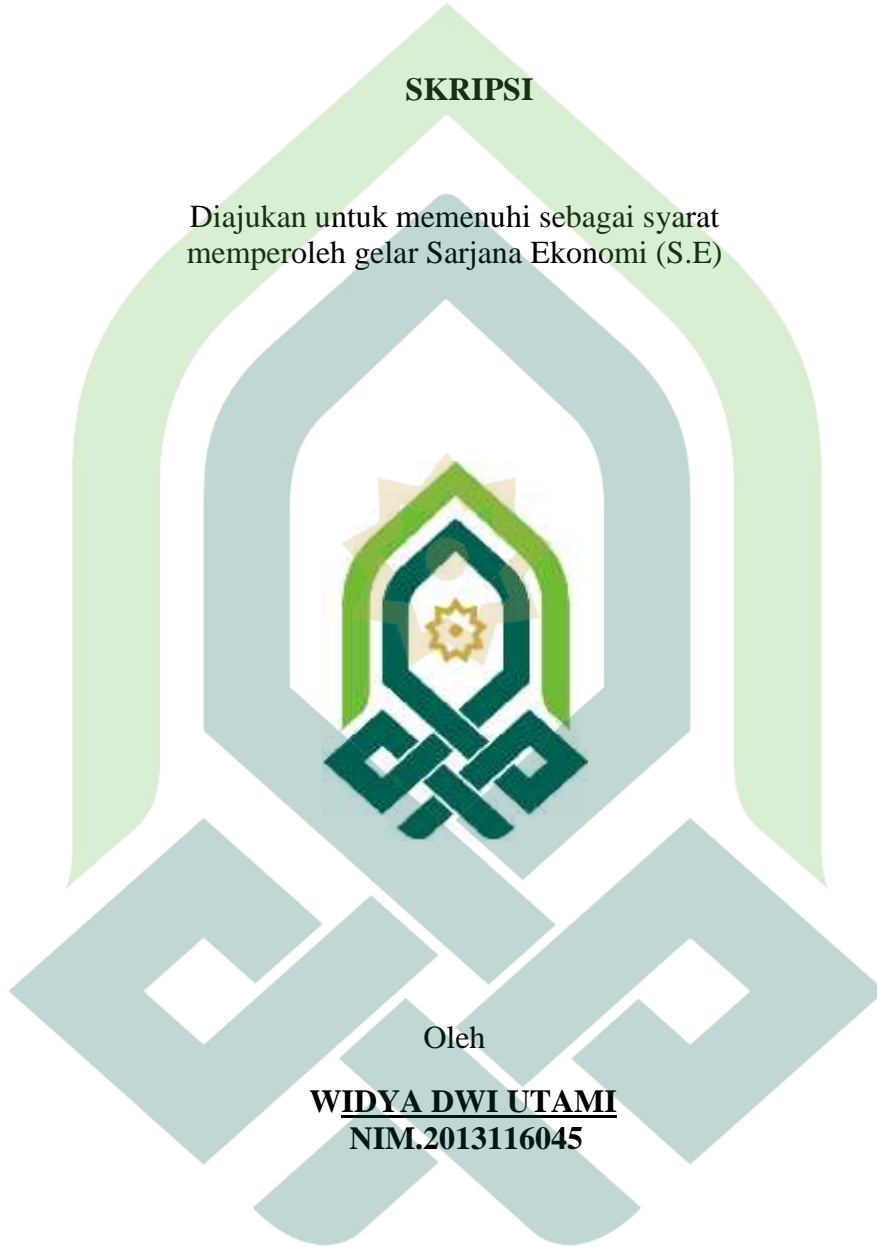 SKRIPSI
Diajukan untuk memenuhi sebagai syarat
memperoleh gelar Sarjana Ekonomi (S.E)
Oleh
WIDYA DWI UTAMI
NIM.2013116045